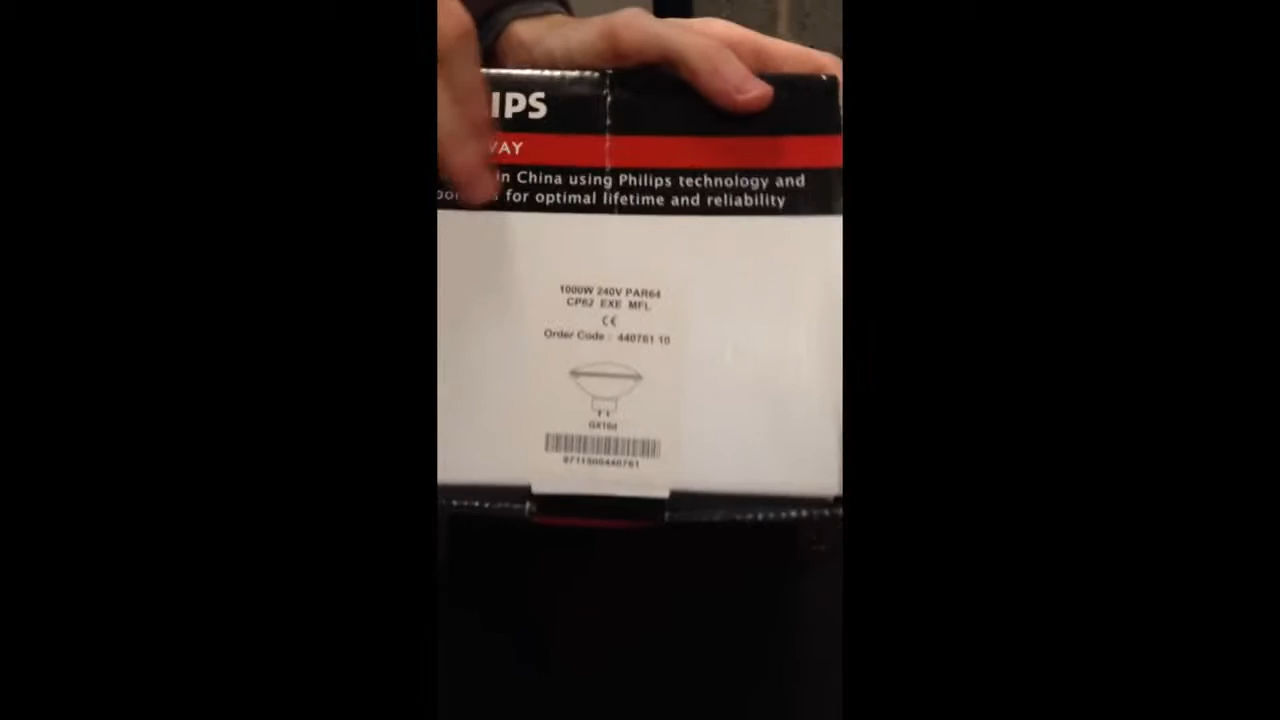 IPS
WAY
in China using Philips technology and
for optimal lifetime and reliability
1000W 240V PAR64
CP62 EXE MFL
CE
Order Code : 440761 10
GX16d
8711500440761